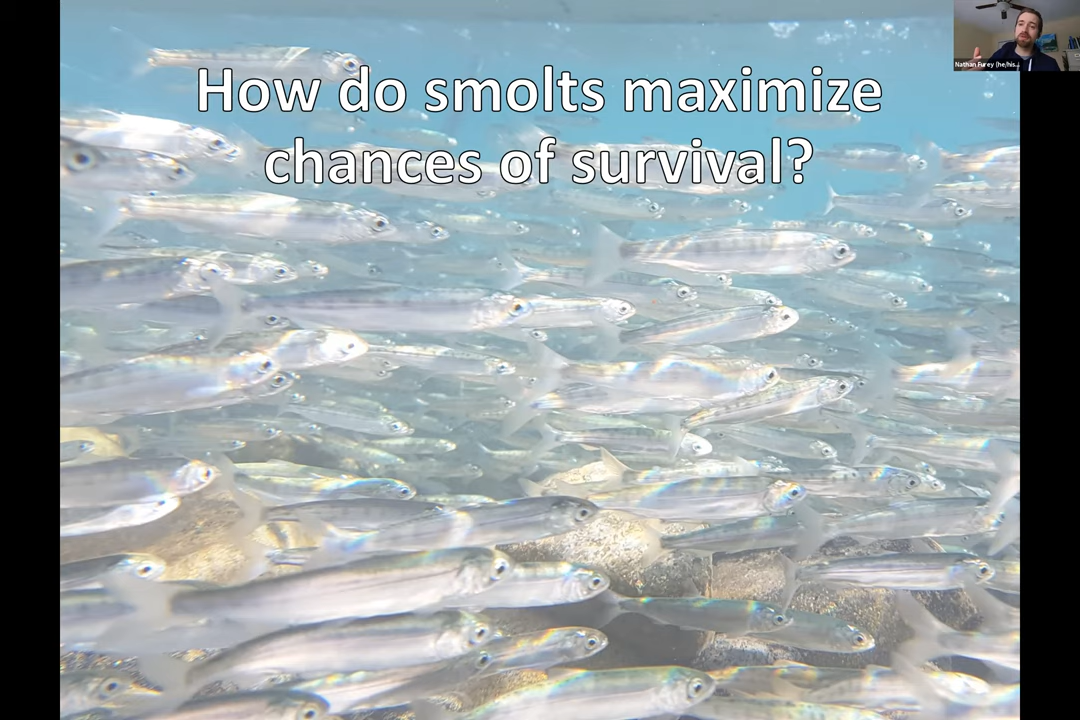 How do smolts maximize
chances of survival?
Nathan Furey (he/his...